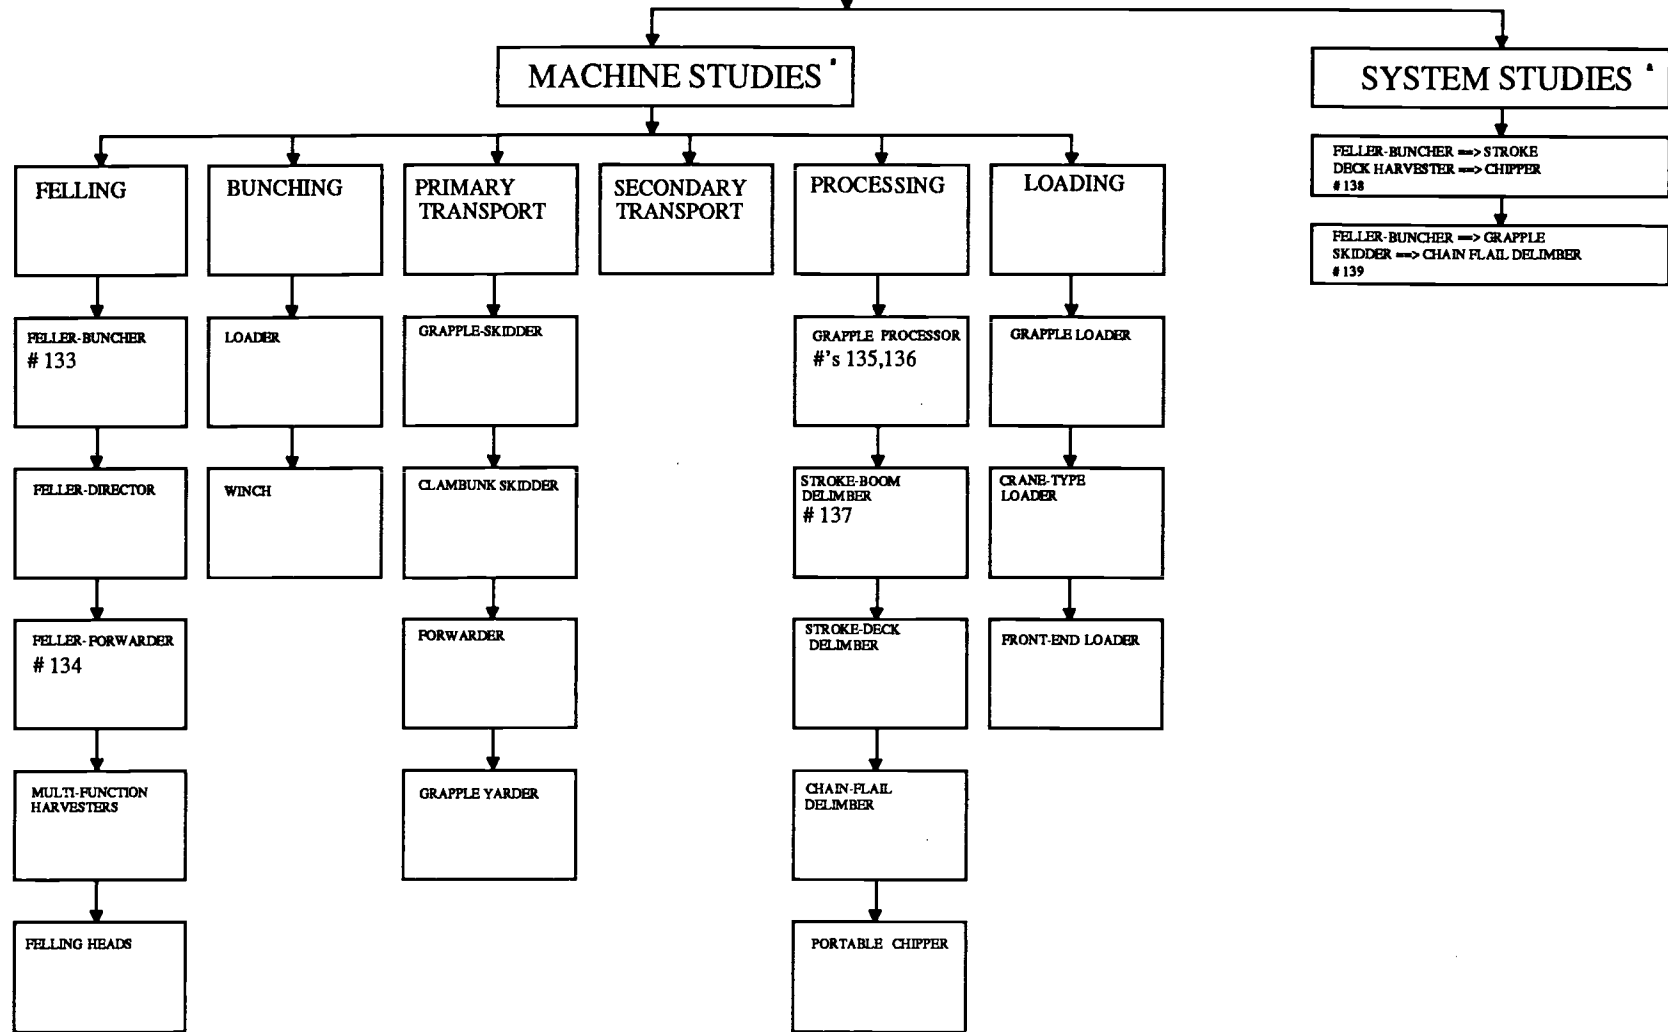 MACHINE STUDIES *
SYSTEM STUDIES a
FELLING
BUNCHING
PRIMARY
TRANSPORT
SECONDARY
TRANSPORT
PROCESSING
LOADING
FELLER-BUNCHER ==> STROKE
DECK HARVESTER ==> CHIPPER
# 138
FELLER-BUNCHER ==> GRAPPLE
SKIDDER ==> CHAIN FLAIL DELIMBER
# 139
FELLER-BUNCHER
# 133
LOADER
GRAPPLE-SKIDDER
GRAPPLE PROCESSOR
#'s 135,136
GRAPPLE LOADER
FELLER-DIRECTOR
WINCH
CLAMBUNK SKIDDER
STROKE-BOOM
DELIMBER
# 137
CRANE-TYPE
LOADER
FELLER-FORWARDER
# 134
FORWARDER
STROKE-DECK
DELIMBER
FRONT-END LOADER
MULTI-FUNCTION
HARVESTERS
GRAPPLE YARDER
CHAIN-FLAIL
DELIMBER
FELLING HEADS
PORTABLE CHIPPER